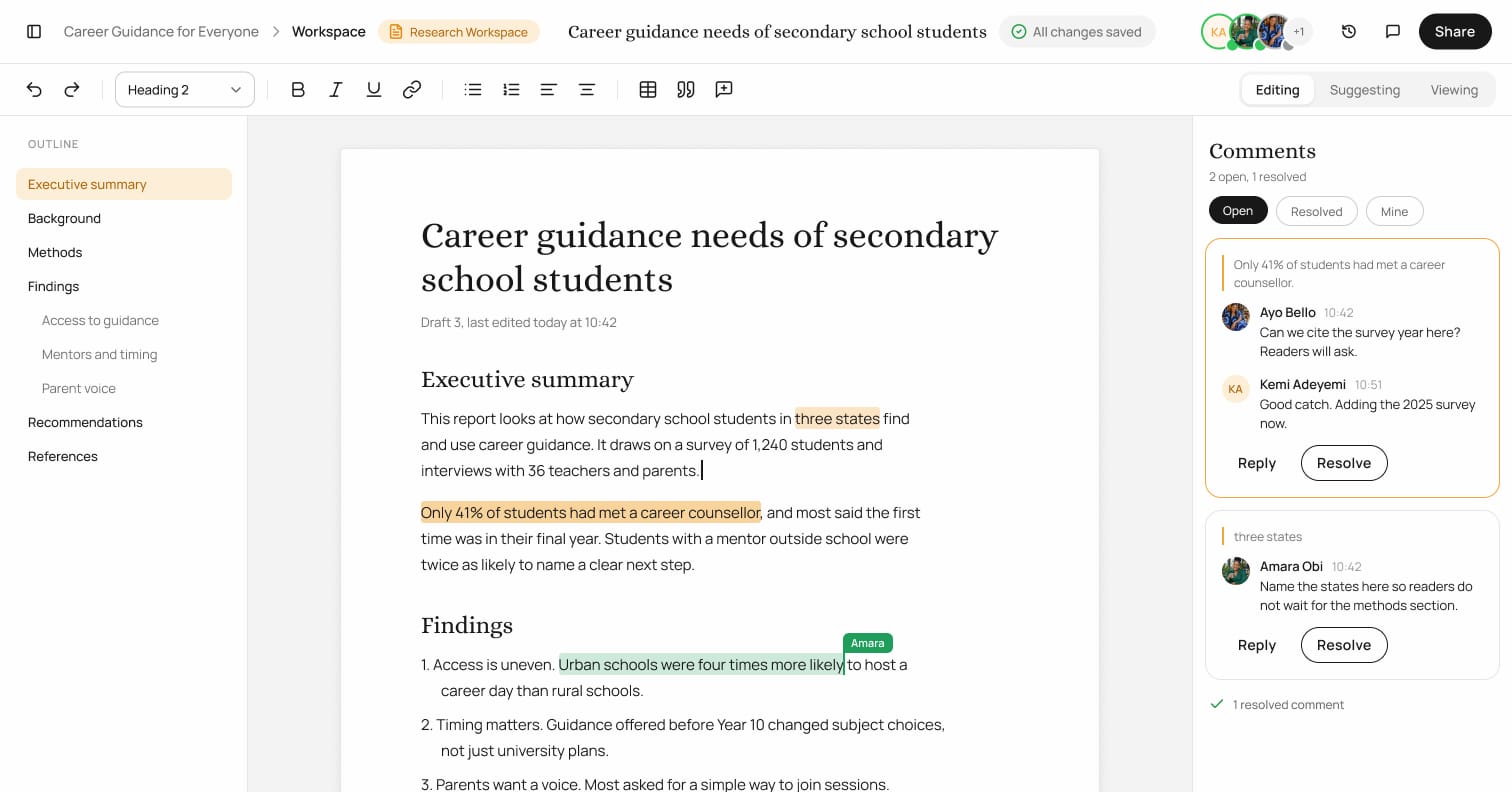 Career Guidance for Everyone > Workspace Research Workspace Career guidance needs of secondary school students All changes saved KA +1 Share
Heading 2 Editing Suggesting Viewing
OUTLINE
Executive summary
Background
Methods
Findings
Access to guidance
Mentors and timing
Parent voice
Recommendations
References
Career guidance needs of secondary
school students
Draft 3, last edited today at 10:42
Executive summary
This report looks at how secondary school students in three states find
and use career guidance. It draws on a survey of 1,240 students and
interviews with 36 teachers and parents.
Only 41% of students had met a career counsellor, and most said the first
time was in their final year. Students with a mentor outside school were
twice as likely to name a clear next step.
Findings
Amara
1. Access is uneven. Urban schools were four times more likely to host a
career day than rural schools.
2. Timing matters. Guidance offered before Year 10 changed subject choices,
not just university plans.
3. Parents want a voice. Most asked for a simple way to join sessions.
Comments
2 open, 1 resolved
Open Resolved Mine
Only 41% of students had met a career
counsellor.
Ayo Bello 10:42
Can we cite the survey year here?
Readers will ask.
KA Kemi Adeyemi 10:51
Good catch. Adding the 2025 survey
now.
Reply Resolve
three states
Amara Obi 10:42
Name the states here so readers do
not wait for the methods section.
Reply Resolve
1 resolved comment